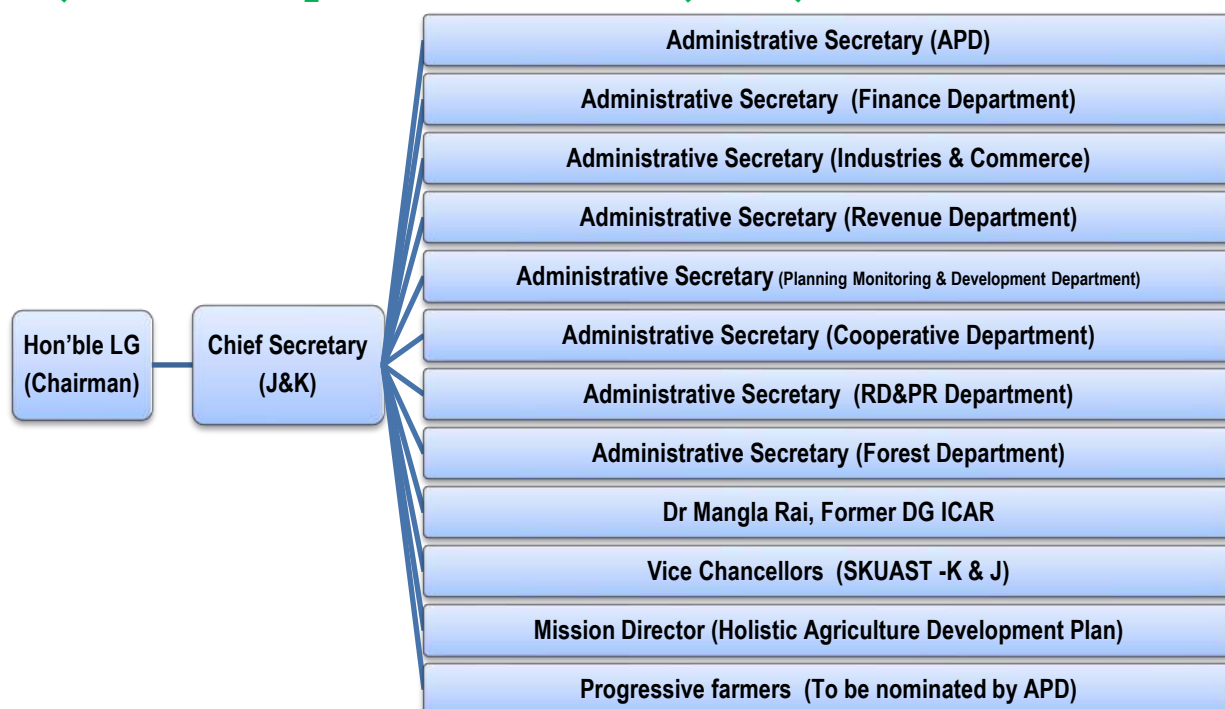 Hon’ble LG
(Chairman)
Chief Secretary
(J&K)
Administrative Secretary (APD)
Administrative Secretary (Finance Department)
Administrative Secretary (Industries & Commerce)
Administrative Secretary (Revenue Department)
Administrative Secretary (Planning Monitoring & Development Department)
Administrative Secretary (Cooperative Department)
Administrative Secretary (RD&PR Department)
Administrative Secretary (Forest Department)
Dr Mangla Rai, Former DG ICAR
Vice Chancellors (SKUAST -K & J)
Mission Director (Holistic Agriculture Development Plan)
Progressive farmers (To be nominated by APD)